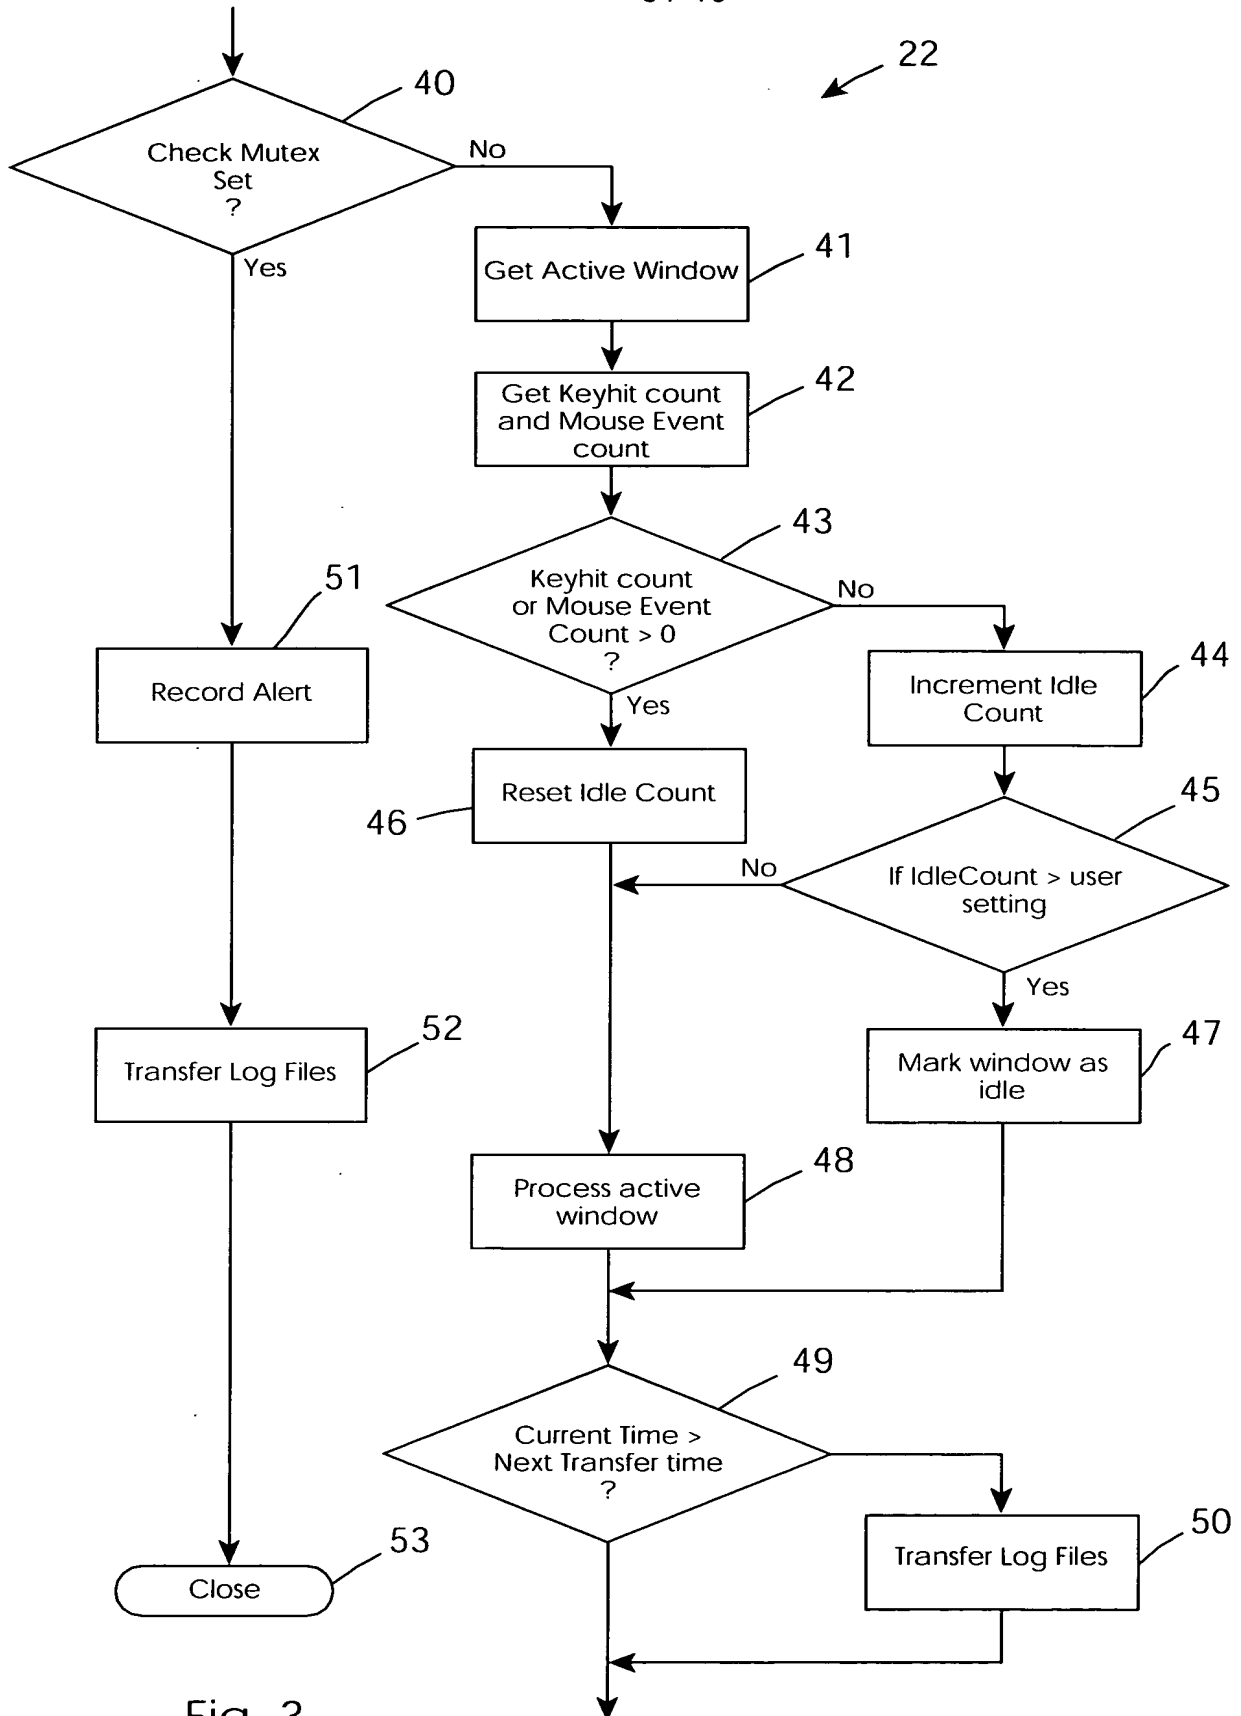 22
40
Check Mutex
Set
?
No
Yes
41
Get Active Window
42
Get Keyhit count
and Mouse Event
count
43
Keyhit count
or Mouse Event
Count > 0
?
No
Yes
51
Record Alert
44
Increment Idle
Count
46
Reset Idle Count
45
If IdleCount > user
setting
No
Yes
52
Transfer Log Files
47
Mark window as
idle
48
Process active
window
49
Current Time >
Next Transfer time
?
50
Transfer Log Files
53
Close